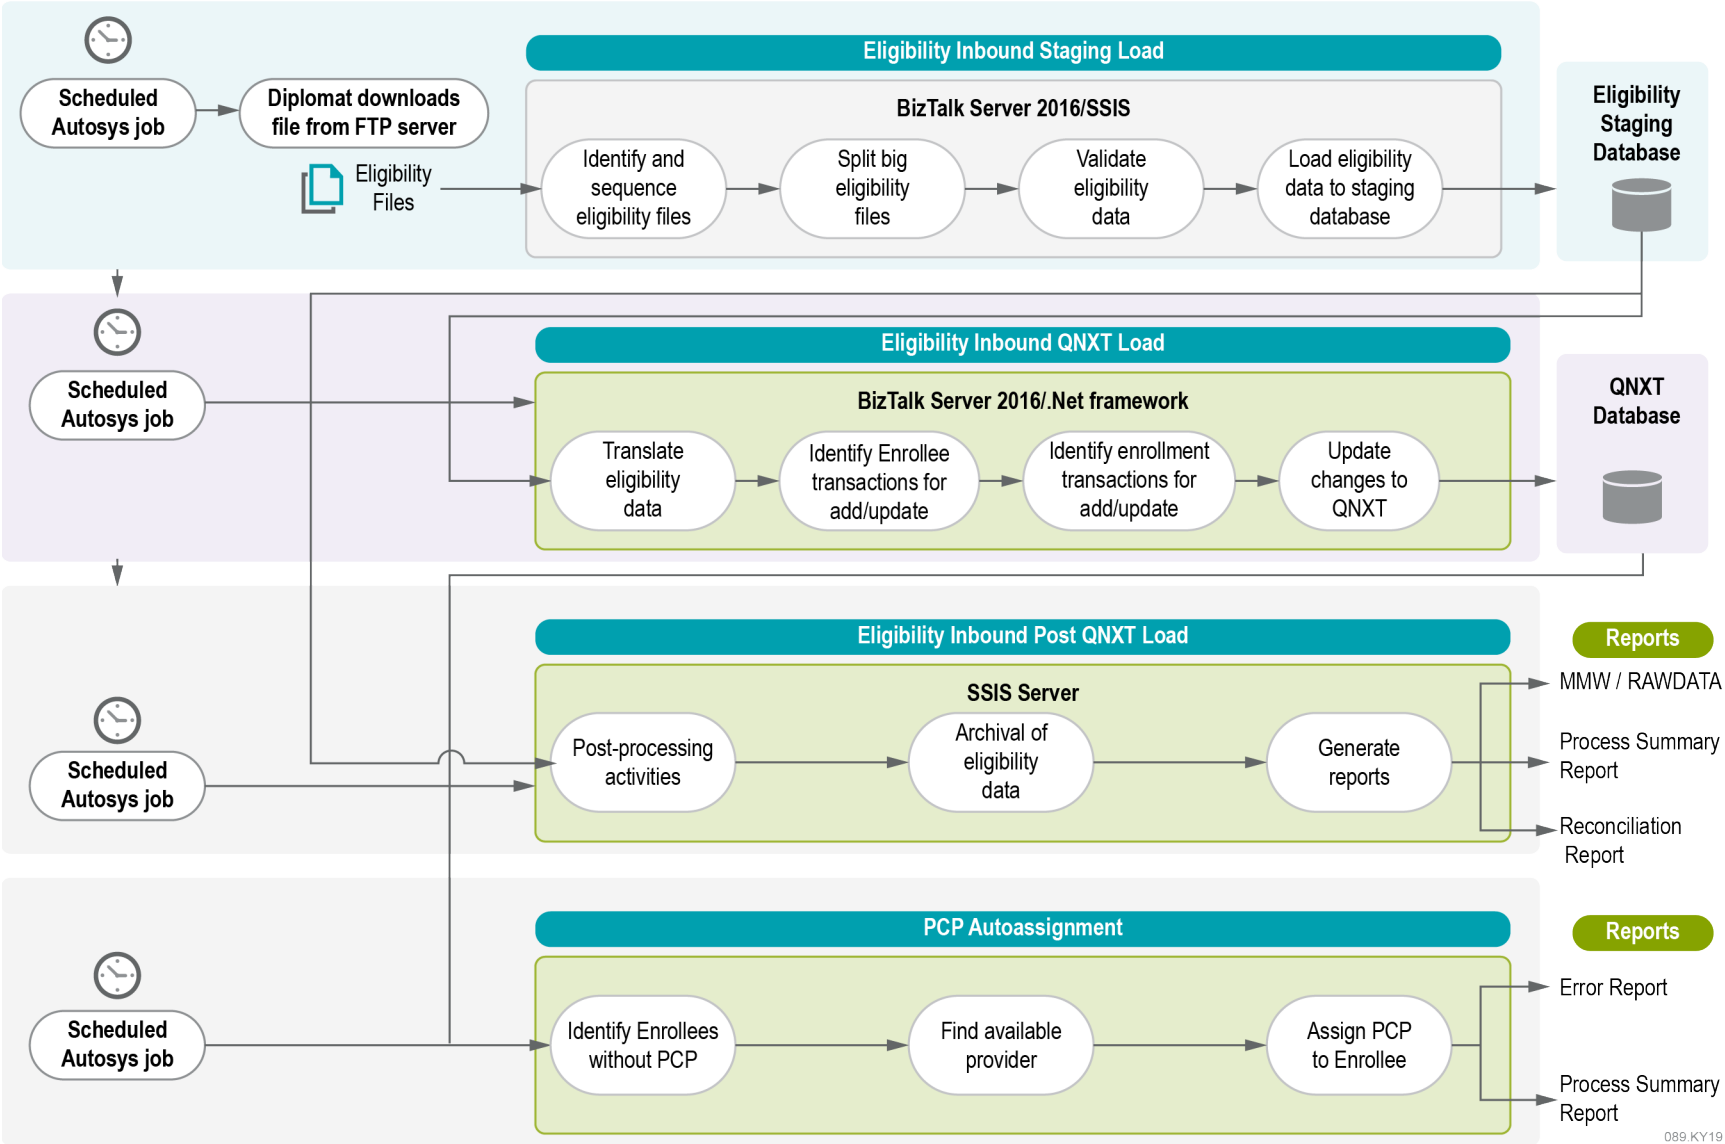 Eligibility Inbound Staging Load
Scheduled
Autosys job
Diplomat downloads
file from FTP server
Eligibility
Files
BizTalk Server 2016/SSIS
Identify and
sequence
eligibility files
Split big
eligibility
files
Validate
eligibility
data
Load eligibility
data to staging
database
Eligibility
Staging
Database
Eligibility Inbound QNXT Load
Scheduled
Autosys job
BizTalk Server 2016/.Net framework
Translate
eligibility
data
Identify Enrollee
transactions for
add/update
Identify enrollment
transactions for
add/update
Update
changes to
QNXT
QNXT
Database
Eligibility Inbound Post QNXT Load
Scheduled
Autosys job
SSIS Server
Post-processing
activities
Archival of
eligibility
data
Generate
reports
Reports
MMW / RAWDATA
Process Summary
Report
Reconciliation
Report
PCP Autoassignment
Scheduled
Autosys job
Identify Enrollees
without PCP
Find available
provider
Assign PCP
to Enrollee
Reports
Error Report
Process Summary
Report
089.KY19